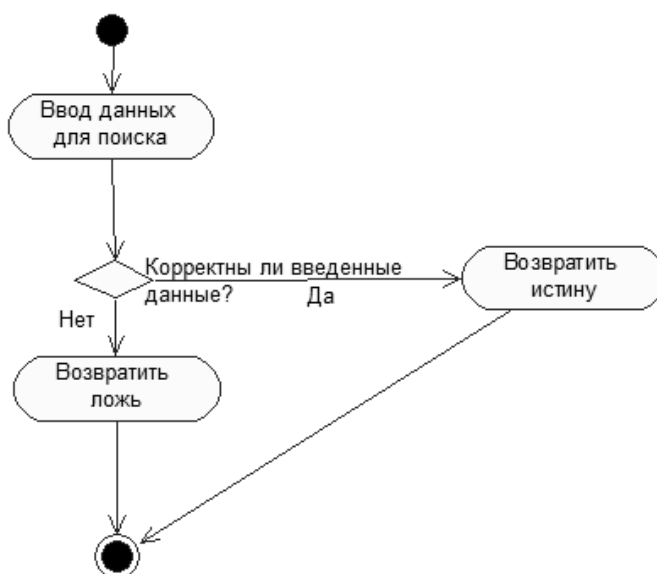 Ввод данных
для поиска
Корректны ли введенные
данные?
Да
Возвратить
истину
Нет
Возвратить
ложь